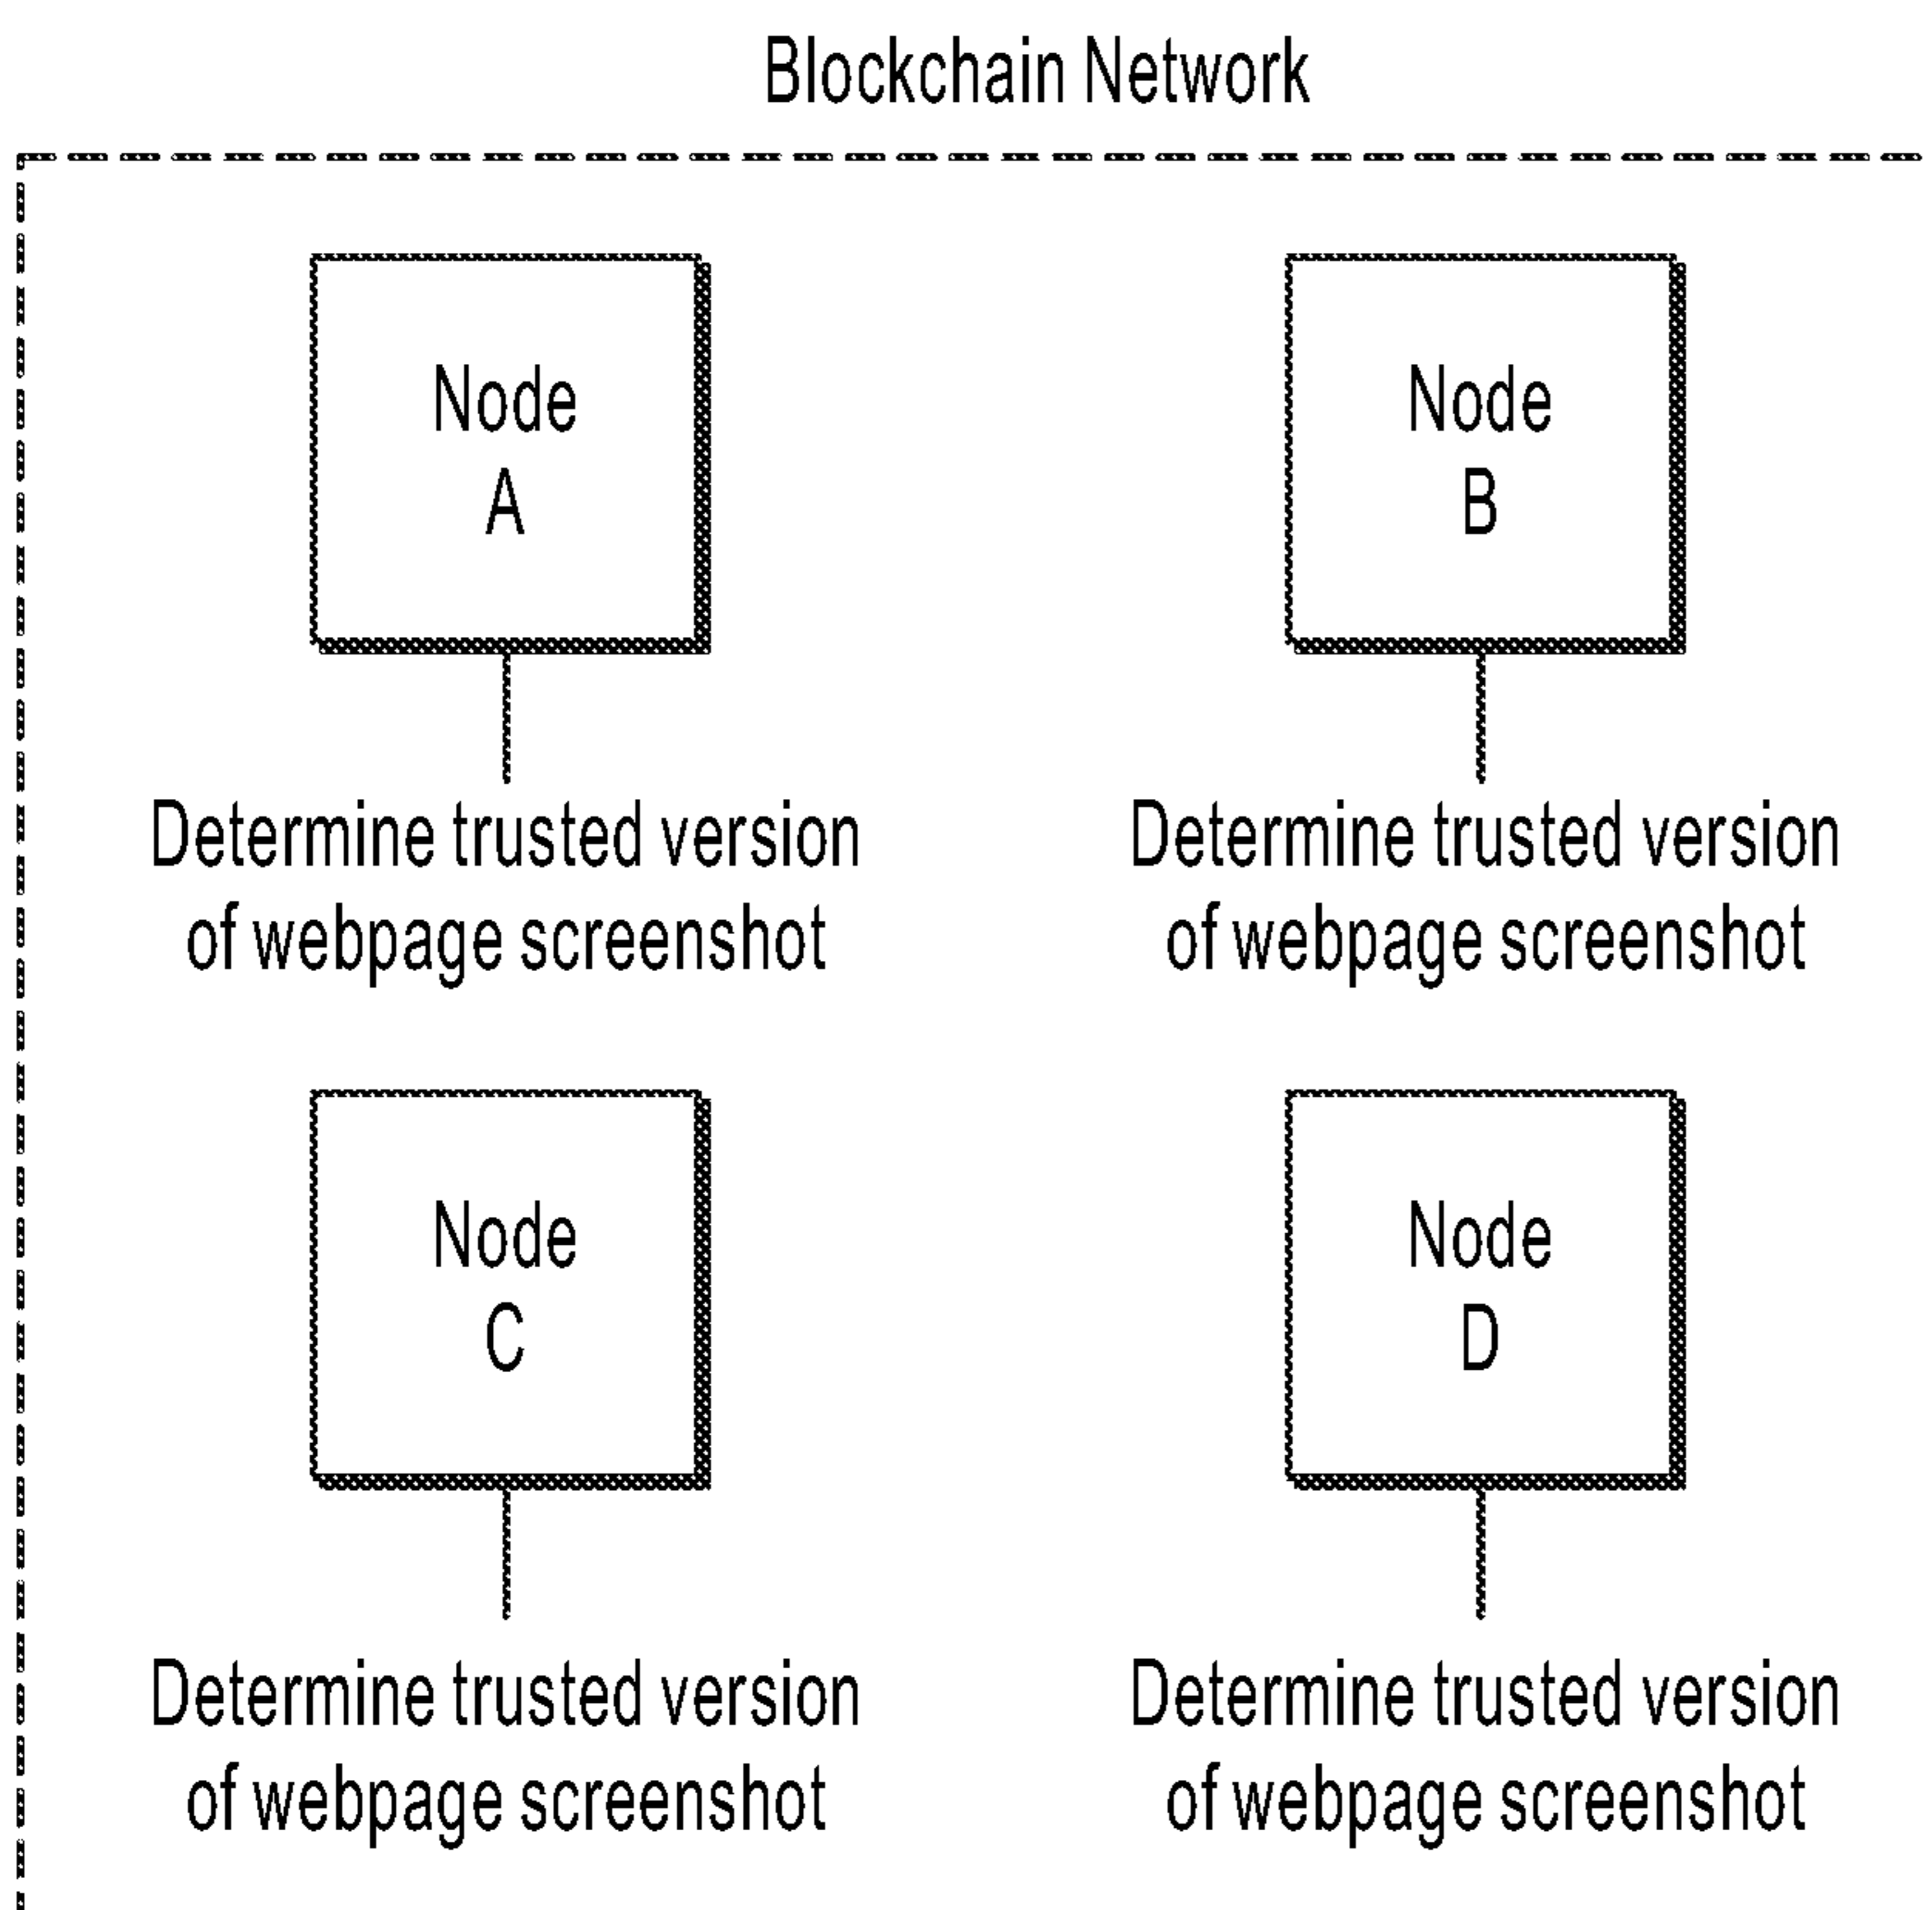 Blockchain Network
Node
A
Node
B
Determine trusted version
of webpage screenshot
Determine trusted version
of webpage screenshot
Node
C
Node
D
Determine trusted version
of webpage screenshot
Determine trusted version
of webpage screenshot